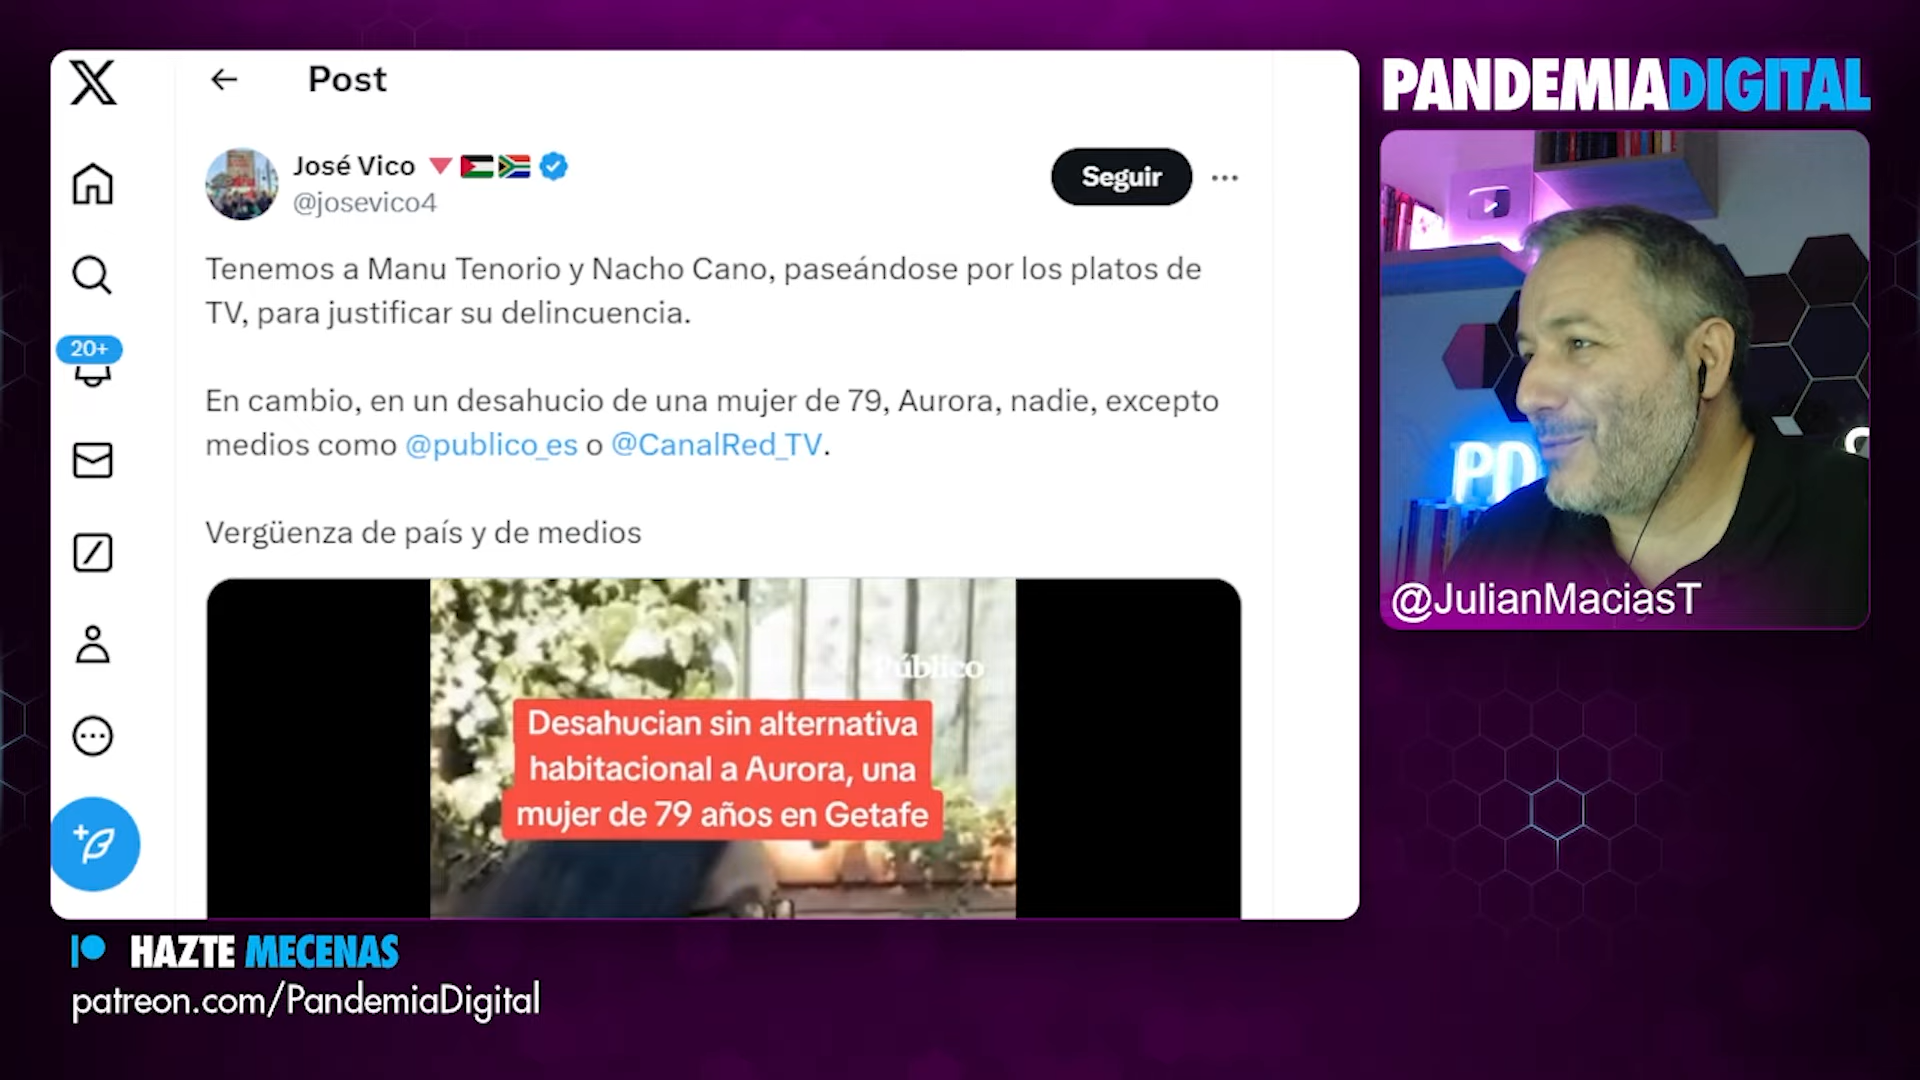 Post
José Vico
@josevico4
Seguir
Tenemos a Manu Tenorio y Nacho Cano, paseándose por los platos de
TV, para justificar su delincuencia.
En cambio, en un desahucio de una mujer de 79, Aurora, nadie, excepto
medios como @publico_es o @CanalRed_TV.
Vergüenza de país y de medios
Público
Desahucian sin alternativa
habitacional a Aurora, una
mujer de 79 años en Getafe
20+
PANDEMIADIGITAL
PD
@JulianMaciasT
HAZTE MECENAS
patreon.com/PandemiaDigital